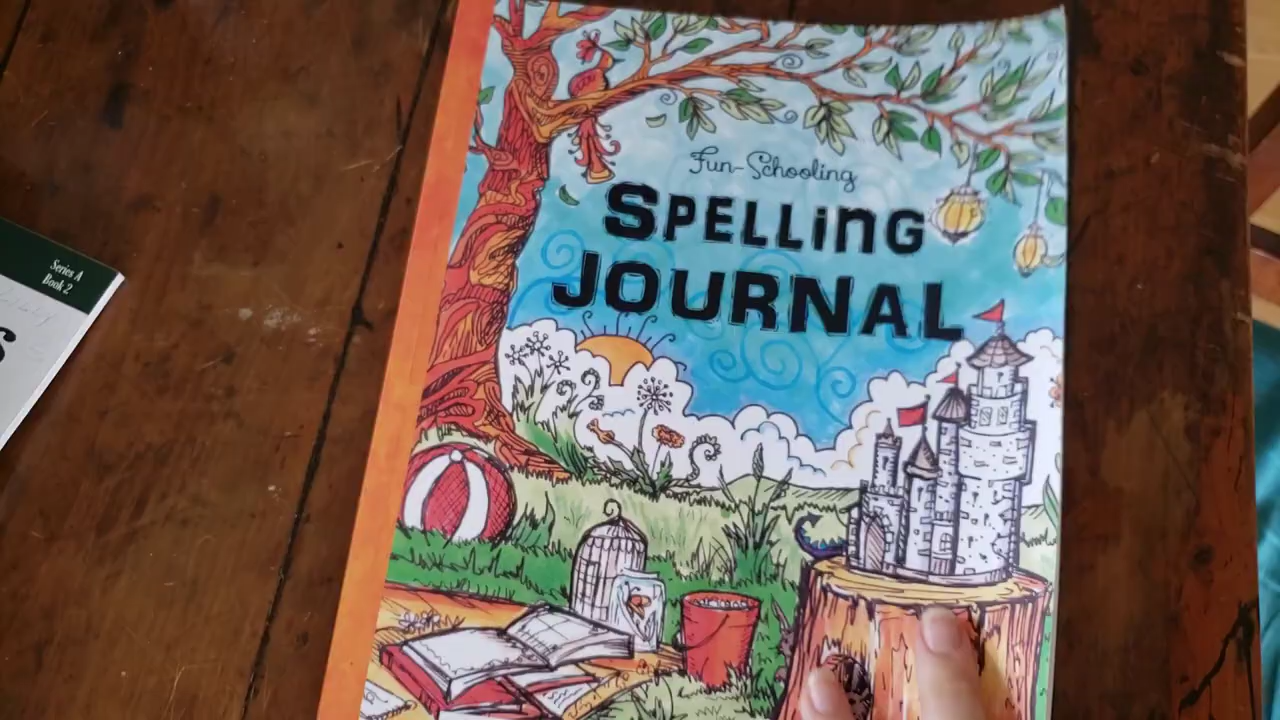 Fun-Schooling
SPELLiNG
JOURNAL
Series A
Book 2
S